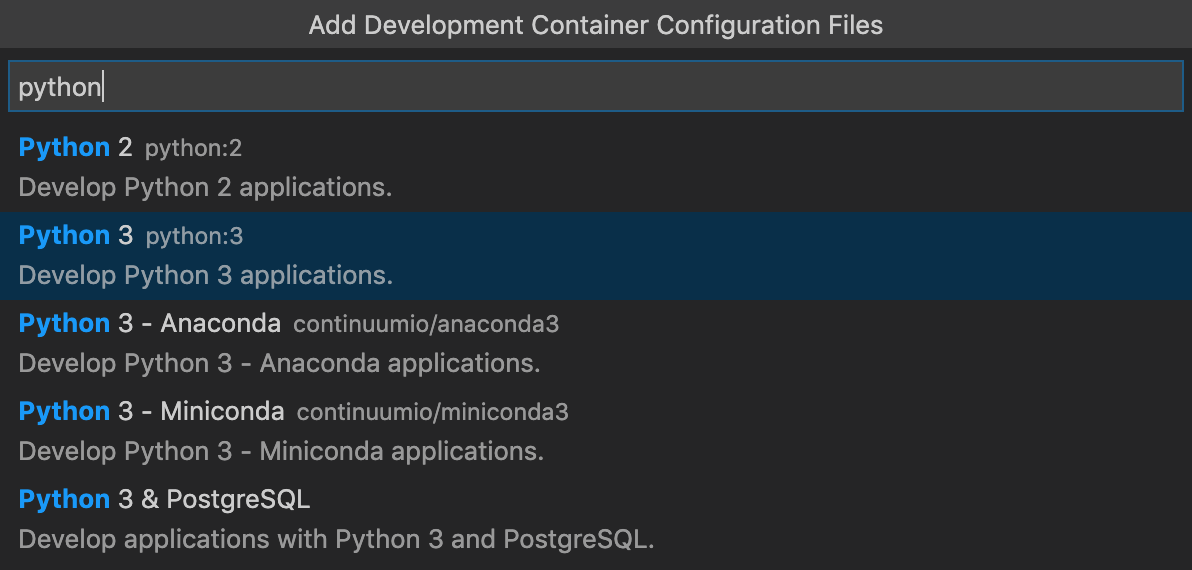 Add Development Container Configuration Files
python
Python 2 python:2
Develop Python 2 applications.
Python 3 python:3
Develop Python 3 applications.
Python 3 - Anaconda continuumio/anaconda3
Develop Python 3 - Anaconda applications.
Python 3 - Miniconda continuumio/miniconda3
Develop Python 3 - Miniconda applications.
Python 3 & PostgreSQL
Develop applications with Python 3 and PostgreSQL.